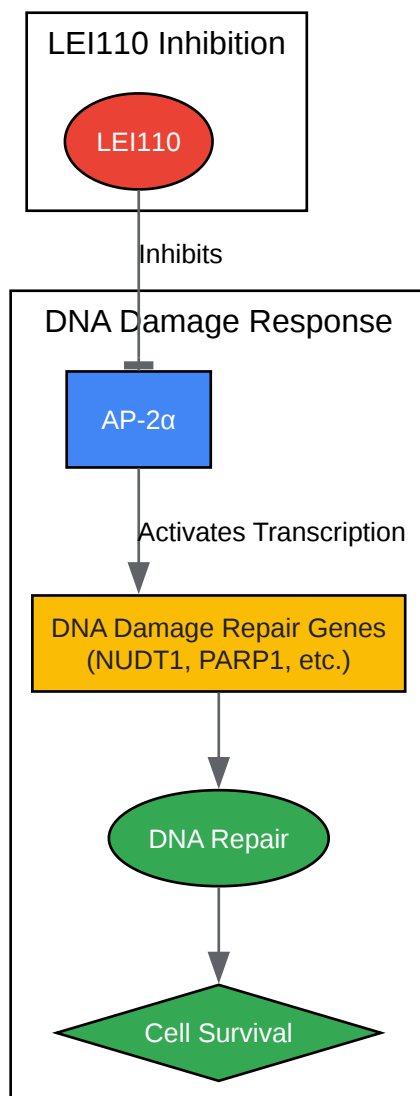 LEI110 Inhibition
LEI110
Inhibits
DNA Damage Response
AP-2α
Activates Transcription
DNA Damage Repair Genes
(NUDT1, PARP1, etc.)
DNA Repair
Cell Survival